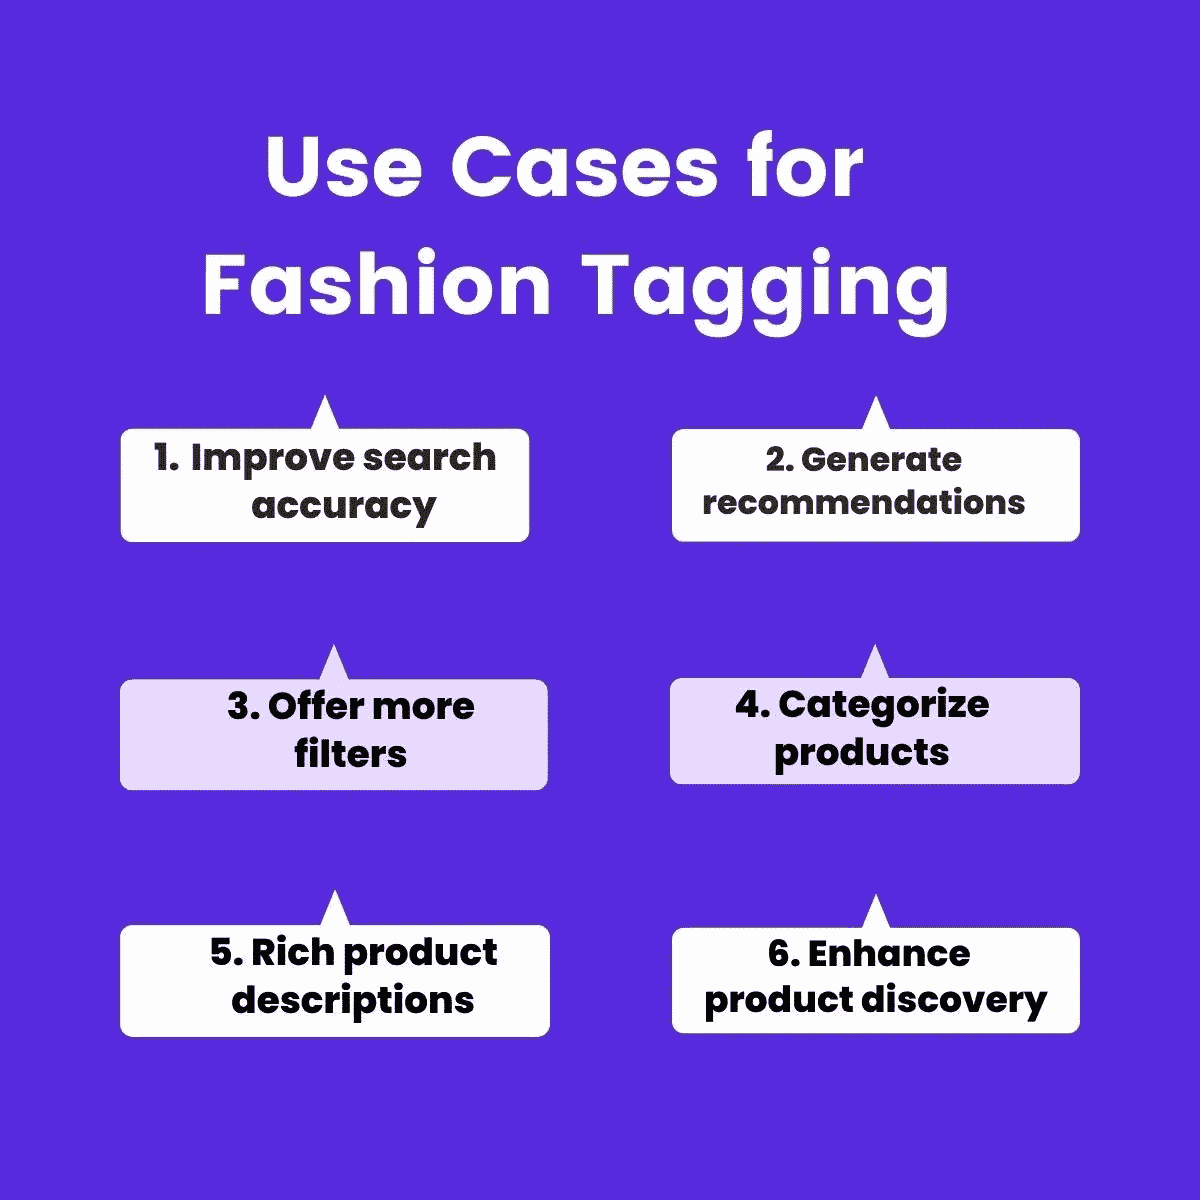 Use Cases for
Fashion Tagging
1. Improve search
accuracy
2. Generate
recommendations
3. Offer more
filters
4. Categorize
products
5. Rich product
descriptions
6. Enhance
product discovery